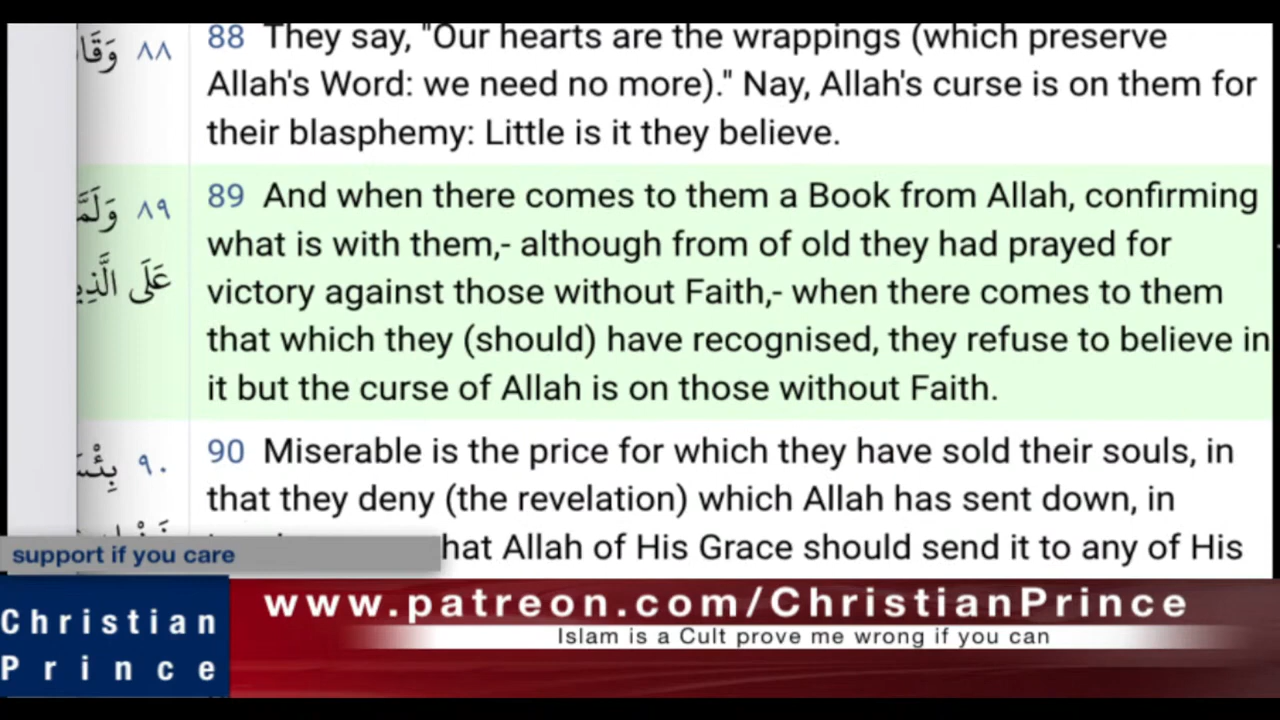 88 They say, "Our hearts are the wrappings (which preserve
Allah's Word: we need no more)." Nay, Allah's curse is on them for
their blasphemy: Little is it they believe.
٨٨ وَقَا
89 And when there comes to them a Book from Allah, confirming
what is with them,- although from of old they had prayed for
victory against those without Faith,- when there comes to them
that which they (should) have recognised, they refuse to believe in
it but the curse of Allah is on those without Faith.
٨٩ وَلَمَّ
عَلَى الَّذِي
90 Miserable is the price for which they have sold their souls, in
that they deny (the revelation) which Allah has sent down, in
hat Allah of His Grace should send it to any of His
٩٠ بِئْسَ
support if you care
Christian
Prince
www.patreon.com/ChristianPrince
Islam is a Cult prove me wrong if you can